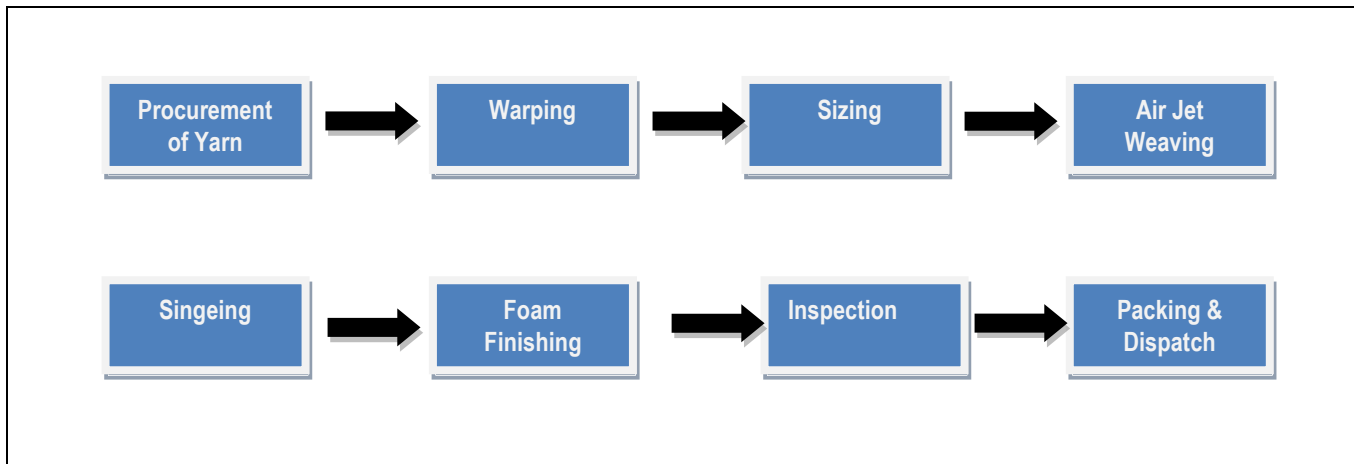 Procurement
of Yarn
Warping
Sizing
Air Jet
Weaving
Singeing
Foam
Finishing
Inspection
Packing &
Dispatch